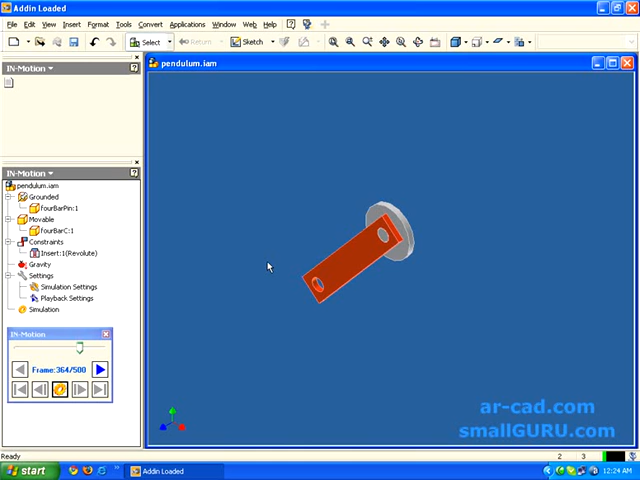 Addin Loaded
File Edit View Insert Format Tools Convert Applications Window Web Help
Select Return Sketch
IN-Motion
pendulum.iam
IN-Motion
pendulum.iam
Grounded
fourBarPin:1
Movable
fourBarC:1
Constraints
Insert:1(Revolute)
Gravity
Settings
Simulation Settings
Playback Settings
Simulation
IN-Motion
Frame:364/500
ar-cad.com
smallGURU.com
Ready
2 3
start
Addin Loaded
12:24 AM